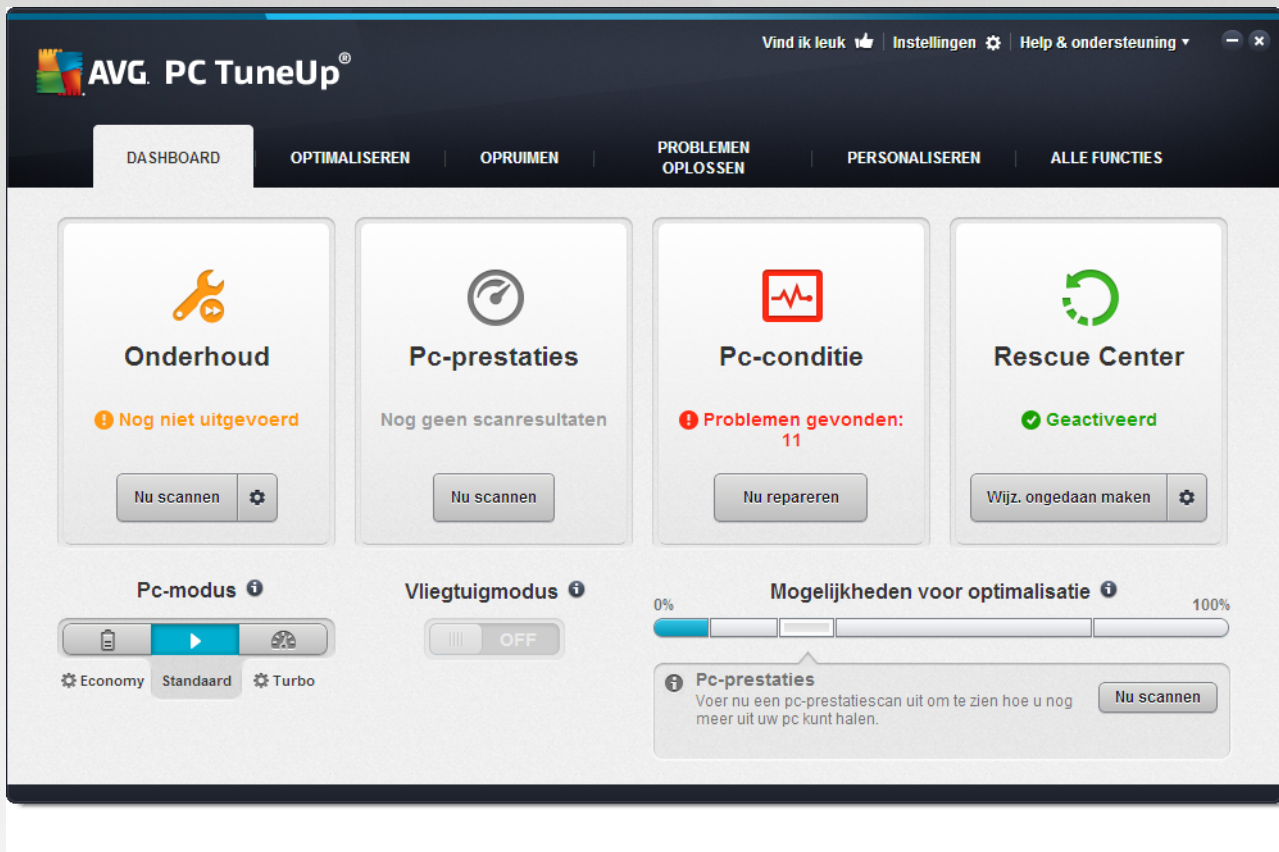 Vind ik leuk Instellingen Help & ondersteuning
AVG. PC TuneUp®
DASHBOARD
OPTIMALISEREN
OPRUIMEN
PROBLEMEN
OPLOSSEN
PERSONALISEREN
ALLE FUNCTIES
Onderhoud
Nog niet uitgevoerd
Nu scannen
Pc-prestaties
Nog geen scanresultaten
Nu scannen
Pc-conditie
Problemen gevonden:
11
Nu repareren
Rescue Center
Geactiveerd
Wijz. ongedaan maken
Pc-modus
Economy
Standaard
Turbo
Vliegtuigmodus
OFF
Mogelijkheden voor optimalisatie
0%
100%
Pc-prestaties
Voer nu een pc-prestatiescan uit om te zien hoe u nog
meer uit uw pc kunt halen.
Nu scannen